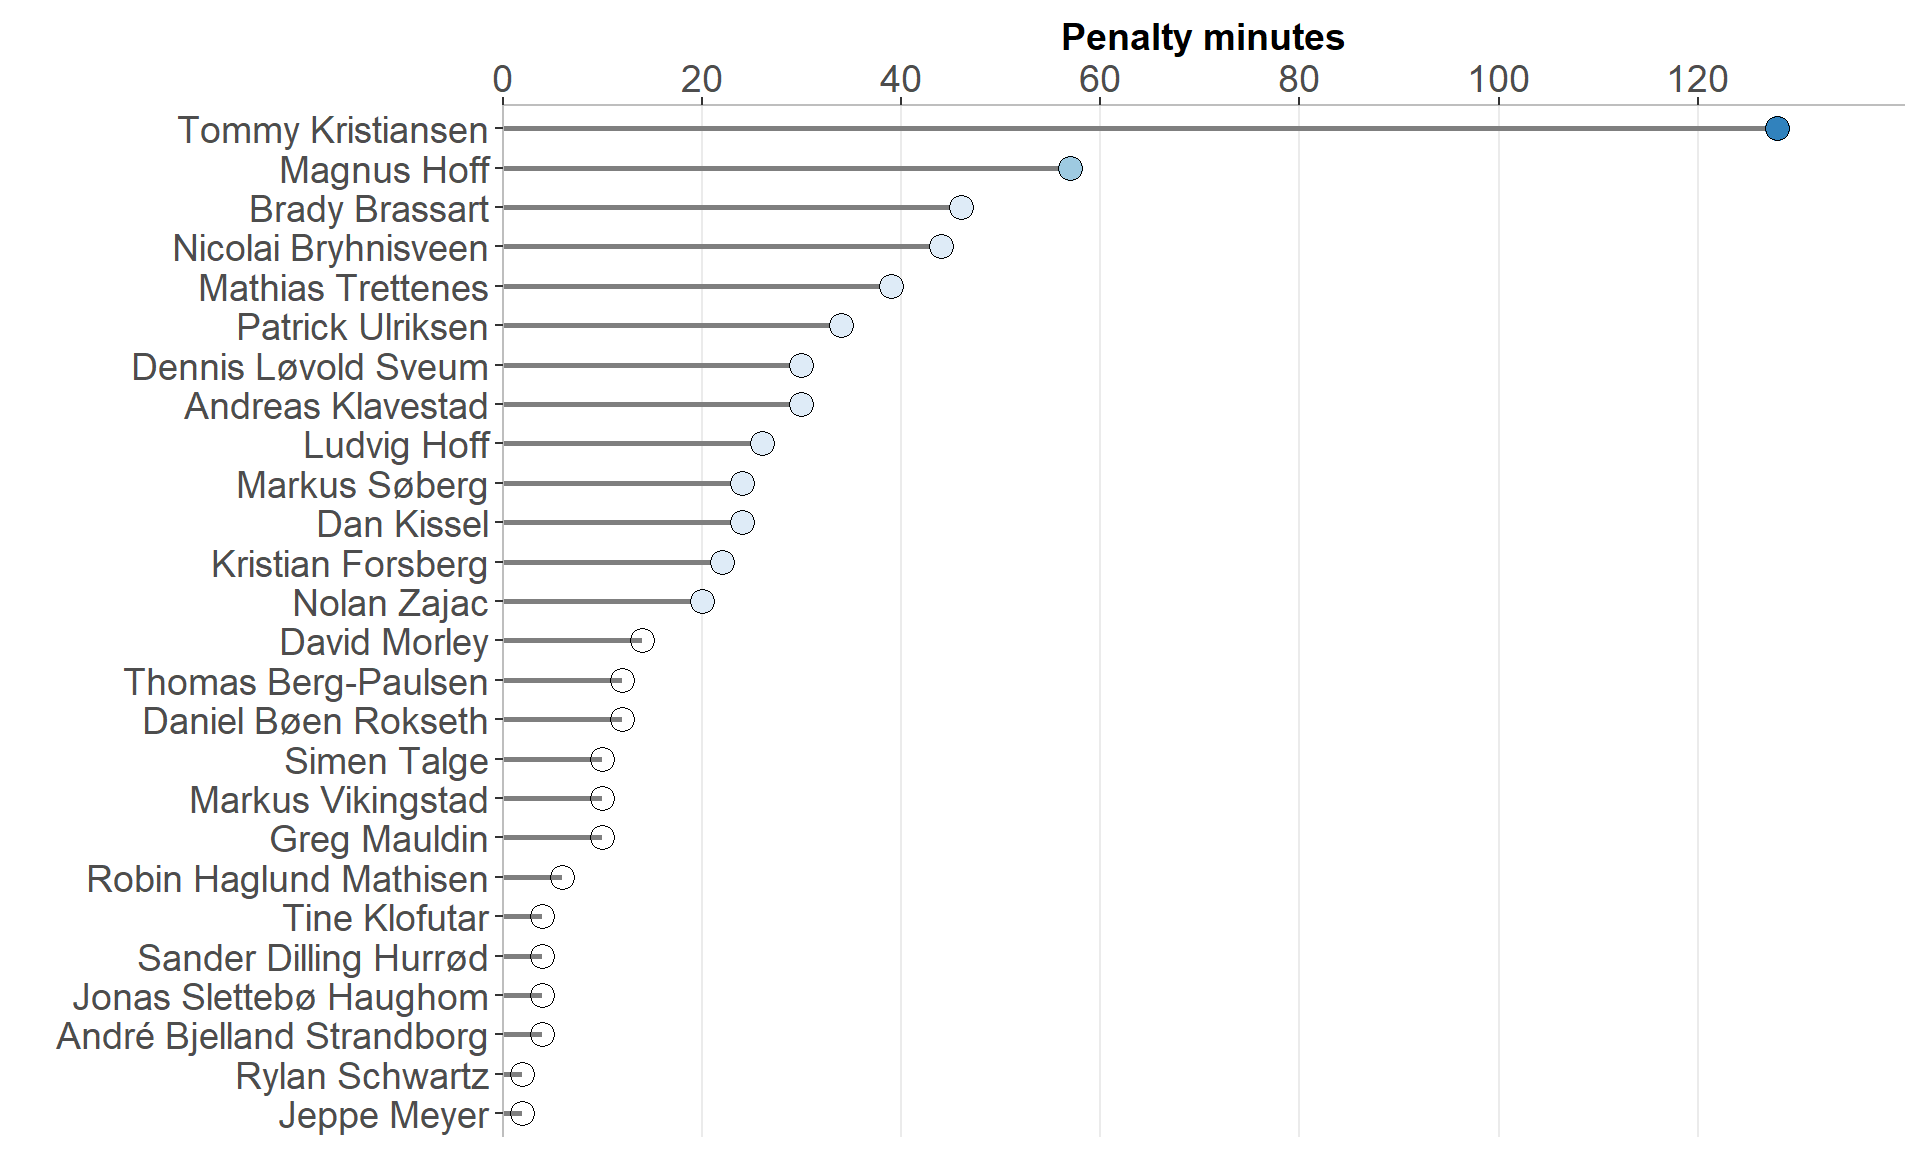 Penalty minutes
0 20 40 60 80 100 120
Tommy Kristiansen
Magnus Hoff
Brady Brassart
Nicolai Bryhnisveen
Mathias Trettenes
Patrick Ulriksen
Dennis Løvold Sveum
Andreas Klavestad
Ludvig Hoff
Markus Søberg
Dan Kissel
Kristian Forsberg
Nolan Zajac
David Morley
Thomas Berg-Paulsen
Daniel Bøen Rokseth
Simen Talge
Markus Vikingstad
Greg Mauldin
Robin Haglund Mathisen
Tine Klofutar
Sander Dilling Hurrød
Jonas Slettebø Haughom
André Bjelland Strandborg
Rylan Schwartz
Jeppe Meyer